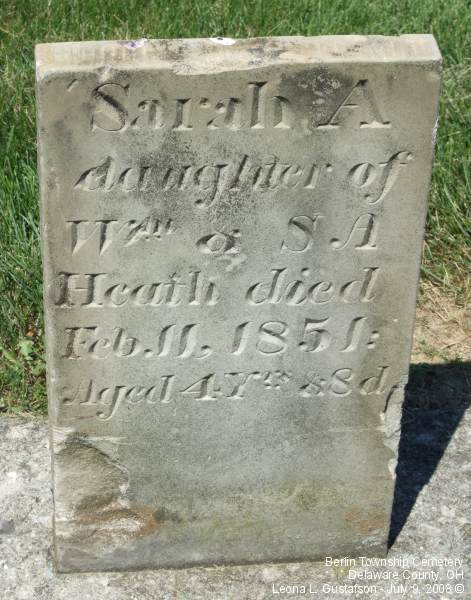 Sarah A
daughter of
Wm & S A
Heath died
Feb. 11, 1851:
Aged 4 Yrs & 8 d,
Berlin Township Cemetery
Delaware County, OH
Leona L. Gustafson - July 9, 2008 ©